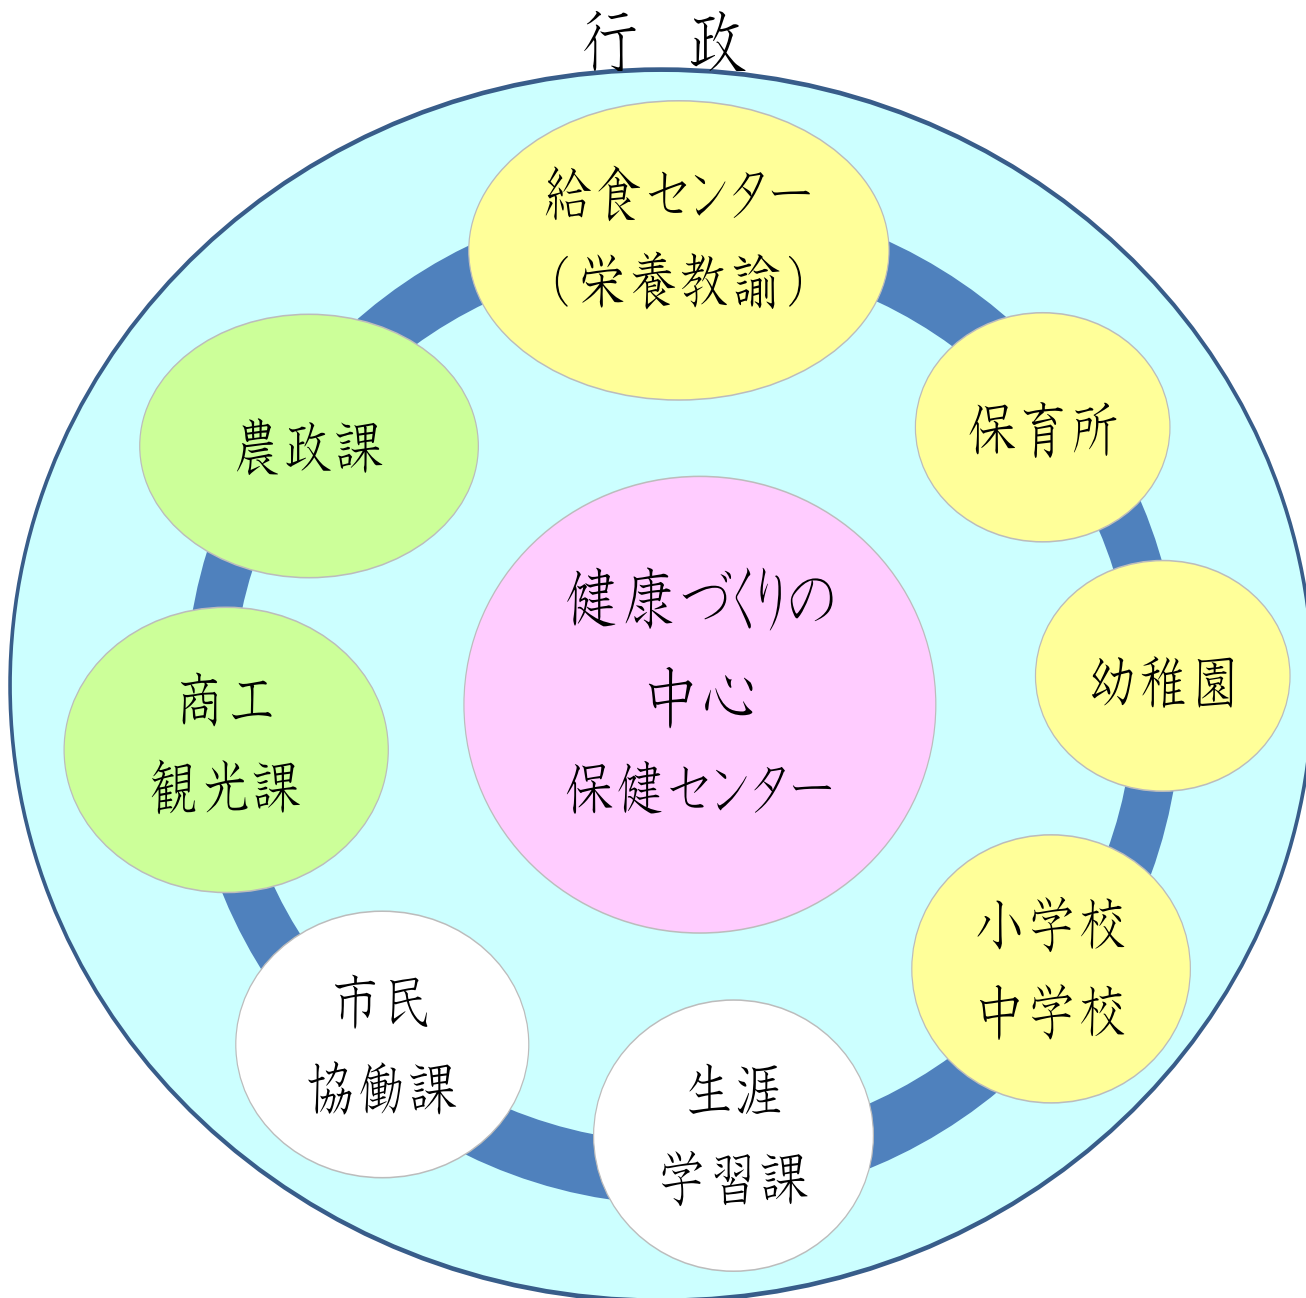 行　政
給食センター
（栄養教諭）
保育所
農政課
幼稚園
健康づくりの
中心
保健センター
商工
観光課
小学校
中学校
市民
協働課
生涯
学習課